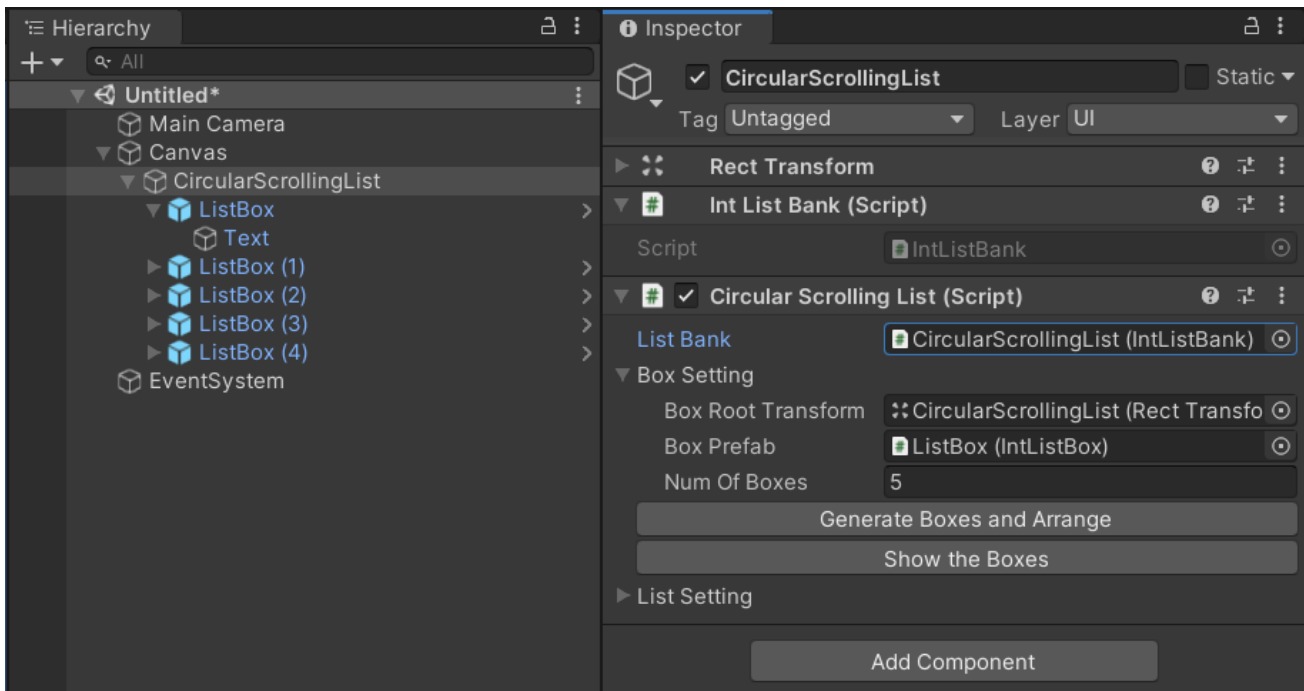 Hierarchy
All
Untitled*
Main Camera
Canvas
CircularScrollingList
ListBox
Text
ListBox (1)
ListBox (2)
ListBox (3)
ListBox (4)
EventSystem
Inspector
CircularScrollingList
Static
Tag Untagged Layer UI
Rect Transform
# Int List Bank (Script)
Script # IntListBank
# Circular Scrolling List (Script)
List Bank # CircularScrollingList (IntListBank)
Box Setting
Box Root Transform CircularScrollingList (Rect Transfo
Box Prefab # ListBox (IntListBox)
Num Of Boxes 5
Generate Boxes and Arrange
Show the Boxes
List Setting
Add Component